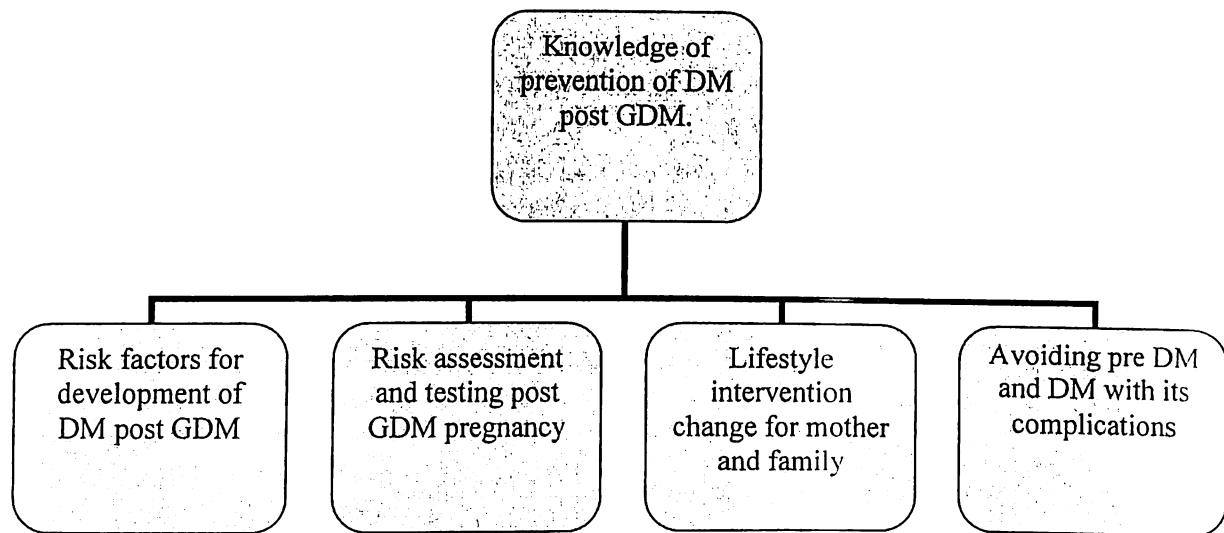 Knowledge of
prevention of DM
post GDM.
Risk factors for
development of
DM post GDM
Risk assessment
and testing post
GDM pregnancy
Lifestyle
intervention
change for mother
and family
Avoiding pre DM
and DM with its
complications